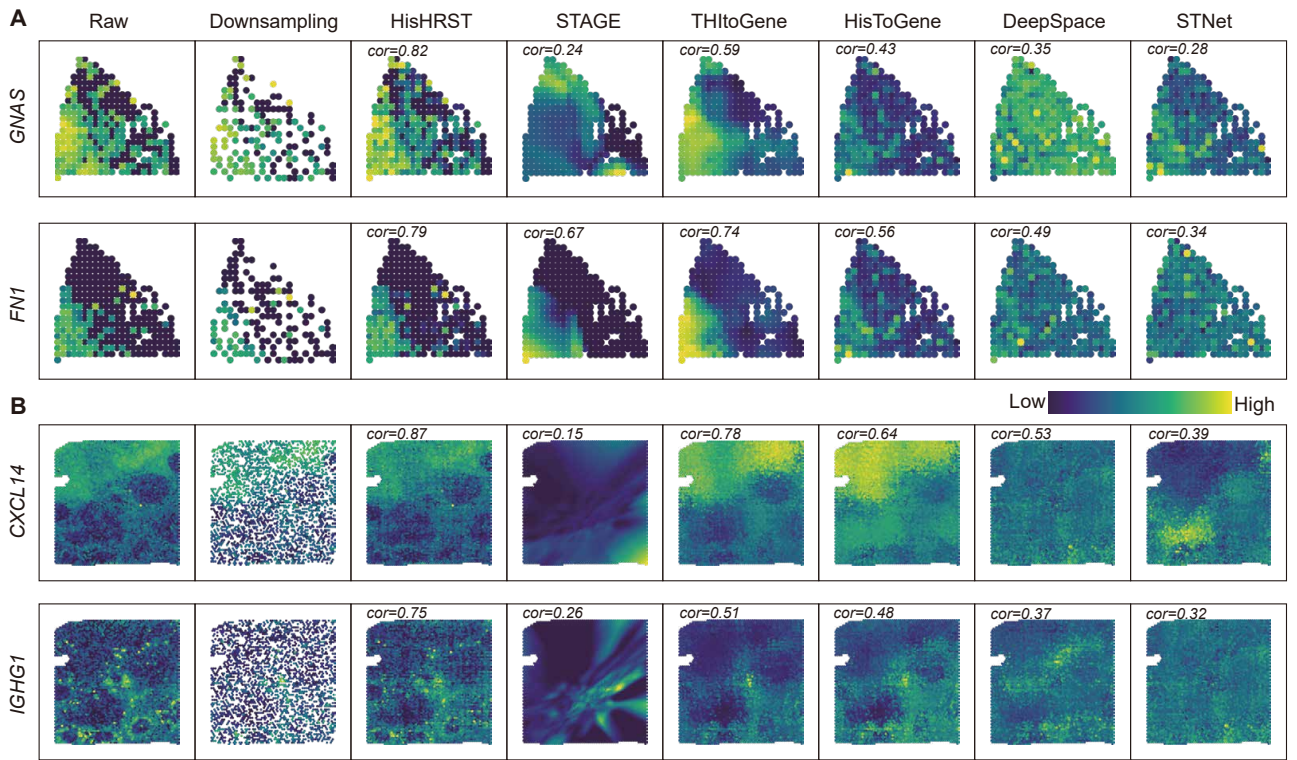 A
Raw Downsampling HisHRST STAGE THItoGene HisToGene DeepSpace STNet
GNAS
cor=0.82 cor=0.24 cor=0.59 cor=0.43 cor=0.35 cor=0.28
FN1
cor=0.79 cor=0.67 cor=0.74 cor=0.56 cor=0.49 cor=0.34
B
Low High
CXCL14
cor=0.87 cor=0.15 cor=0.78 cor=0.64 cor=0.53 cor=0.39
IGHG1
cor=0.75 cor=0.26 cor=0.51 cor=0.48 cor=0.37 cor=0.32